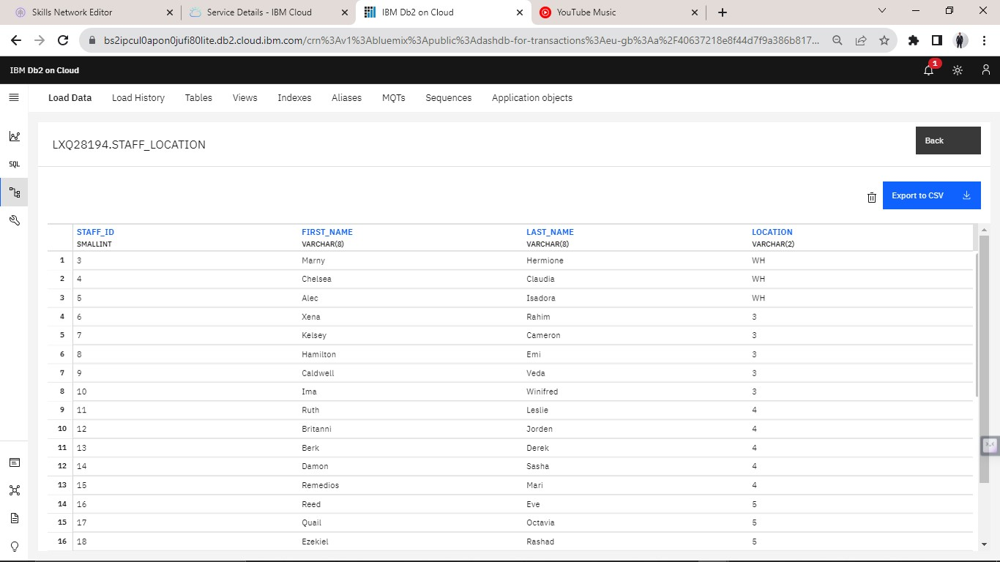 Skills Network Editor
Service Details - IBM Cloud
IBM Db2 on Cloud
YouTube Music
bs2ipcul0apon0jufi80lite.db2.cloud.ibm.com/crn%3Av1%3Abluemix%3Apublic%3Adashdb-for-transactions%3Aeu-gb%3Aa%2F40637218e8f44d7f9a386b817...
IBM Db2 on Cloud
1
Load Data Load History Tables Views Indexes Aliases MQTs Sequences Application objects
SQL
LXQ28194.STAFF_LOCATION
Back
Export to CSV
STAFF_ID FIRST_NAME LAST_NAME LOCATION
SMALLINT VARCHAR(8) VARCHAR(8) VARCHAR(2)
1 3 Marny Hermione WH
2 4 Chelsea Claudia WH
3 5 Alec Isadora WH
4 6 Xena Rahim 3
5 7 Kelsey Cameron 3
6 8 Hamilton Emi 3
7 9 Caldwell Veda 3
8 10 Ima Winifred 3
9 11 Ruth Leslie 4
10 12 Britanni Jorden 4
11 13 Berk Derek 4
12 14 Damon Sasha 4
13 15 Remedios Mari 4
14 16 Reed Eve 5
15 17 Quail Octavia 5
16 18 Ezekiel Rashad 5